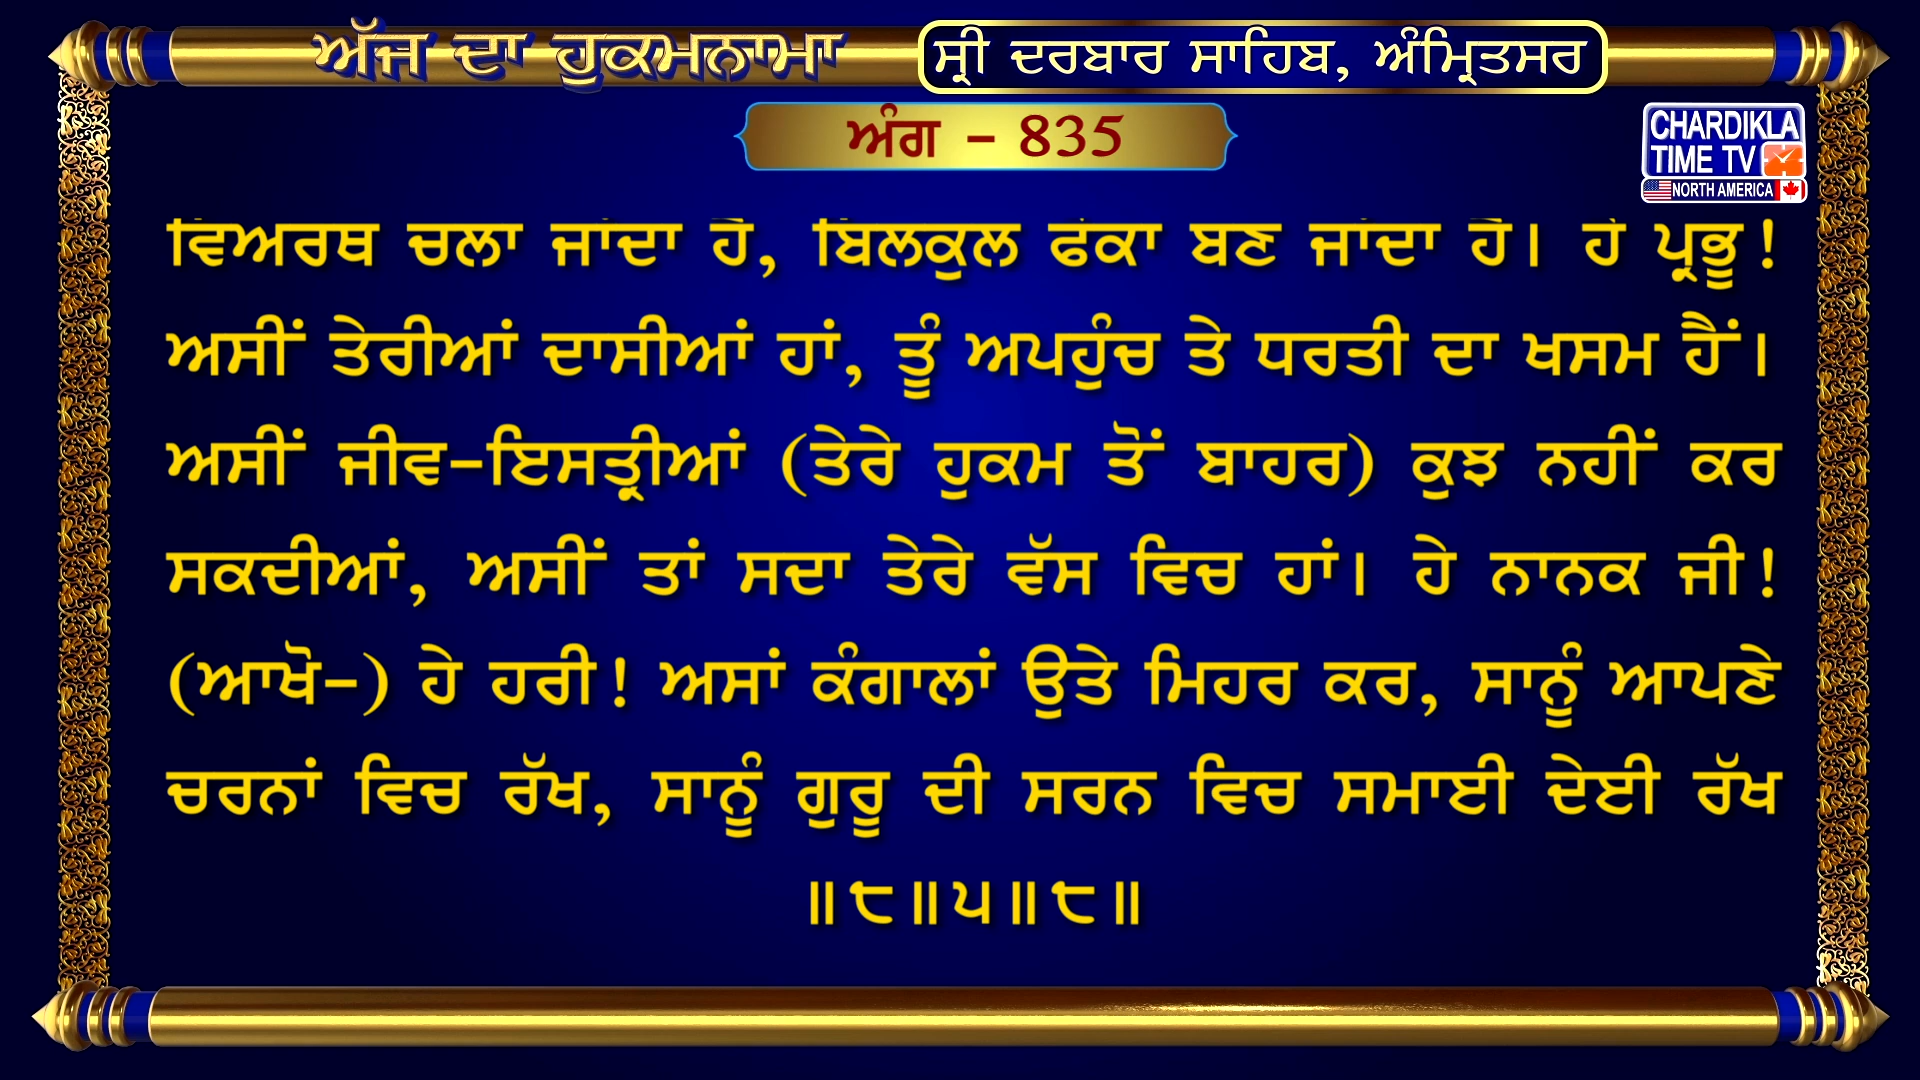 ਅੱਜ ਦਾ ਹੁਕਮਨਾਮਾ
ਸ੍ਰੀ ਦਰਬਾਰ ਸਾਹਿਬ, ਅੰਮ੍ਰਿਤਸਰ
ਅੰਗ - 835
CHARDIKLA
TIME TV
NORTH AMERICA
ਵਿਅਰਥ ਚਲਾ ਜਾਂਦਾ ਹੈ, ਬਿਲਕੁਲ ਫੋਕਾ ਬਣ ਜਾਂਦਾ ਹੈ। ਹੇ ਪ੍ਰਭੂ!
ਅਸੀਂ ਤੇਰੀਆਂ ਦਾਸੀਆਂ ਹਾਂ, ਤੂੰ ਅਪਹੁੰਚ ਤੇ ਧਰਤੀ ਦਾ ਖਸਮ ਹੈਂ।
ਅਸੀਂ ਜੀਵ-ਇਸਤ੍ਰੀਆਂ (ਤੇਰੇ ਹੁਕਮ ਤੋਂ ਬਾਹਰ) ਕੁਝ ਨਹੀਂ ਕਰ
ਸਕਦੀਆਂ, ਅਸੀਂ ਤਾਂ ਸਦਾ ਤੇਰੇ ਵੱਸ ਵਿਚ ਹਾਂ। ਹੇ ਨਾਨਕ ਜੀ!
(ਆਖੋ-) ਹੇ ਹਰੀ! ਅਸਾਂ ਕੰਗਾਲਾਂ ਉਤੇ ਮਿਹਰ ਕਰ, ਸਾਨੂੰ ਆਪਣੇ
ਚਰਨਾਂ ਵਿਚ ਰੱਖ, ਸਾਨੂੰ ਗੁਰੂ ਦੀ ਸਰਨ ਵਿਚ ਸਮਾਈ ਦੇਈ ਰੱਖ
॥੮॥੫॥੮॥